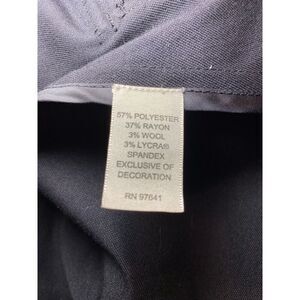 57% POLYESTER
37% RAYON
3% WOOL
3% LYCRA®
SPANDEX
EXCLUSIVE OF
DECORATION
RN 97641